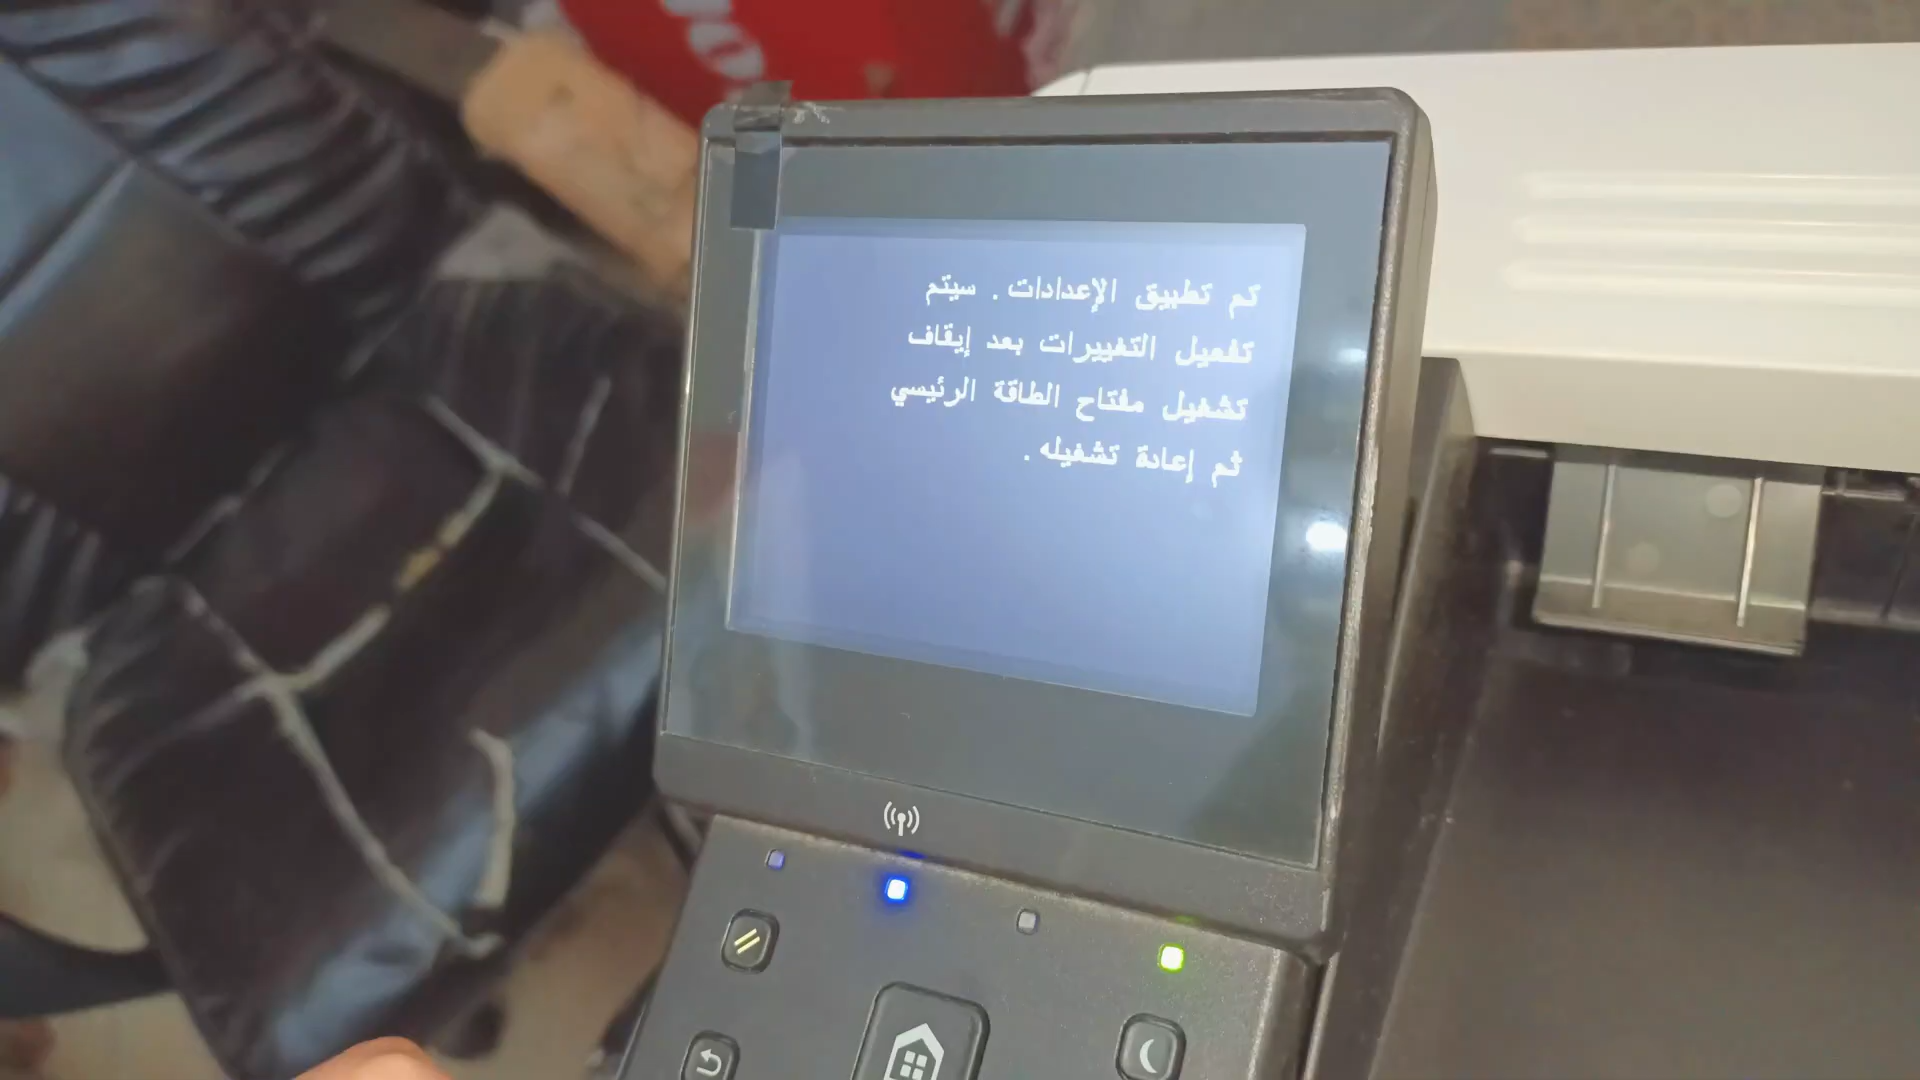 تم تطبيق الإعدادات. سيتم
تفعيل التغييرات بعد إيقاف
تشغيل مفتاح الطاقة الرئيسي
ثم إعادة تشغيله.